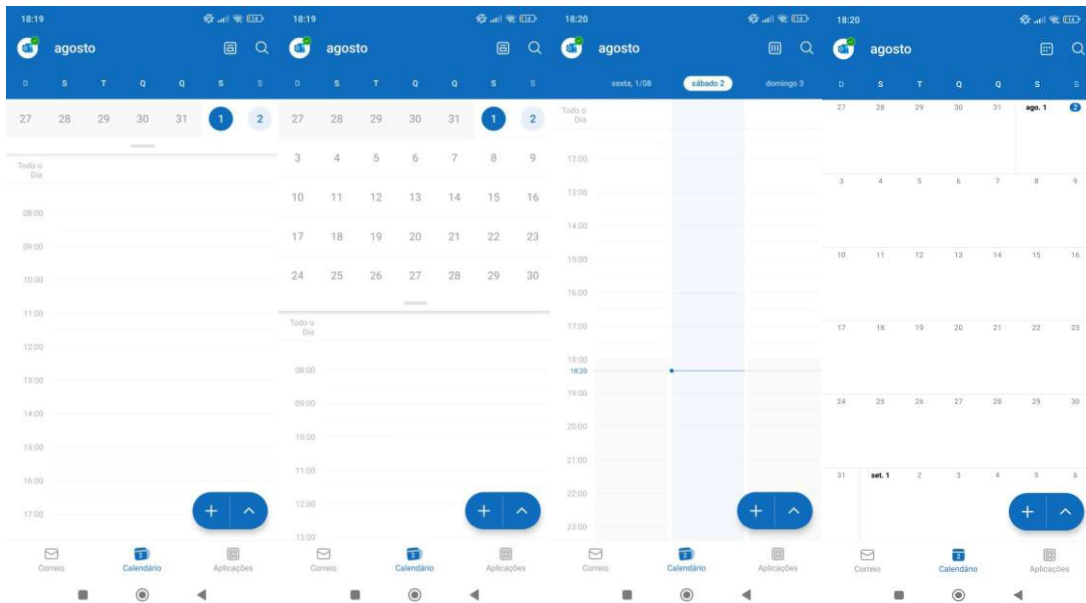 18:19
agosto
D S T Q Q S S
27 28 29 30 31 1 2
Todo o
Dia
08:00
09:00
10:00
11:00
12:00
13:00
14:00
15:00
16:00
17:00
Correio Calendário Aplicações
18:19
agosto
D S T Q Q S S
27 28 29 30 31 1 2
3 4 5 6 7 8 9
10 11 12 13 14 15 16
17 18 19 20 21 22 23
24 25 26 27 28 29 30
Todo o
Dia
08:00
09:00
10:00
11:00
12:00
13:00
Correio Calendário Aplicações
18:20
agosto
sexta, 1/08 sábado 2 domingo 3
Todo o
Dia
12:00
13:00
14:00
15:00
16:00
17:00
18:00
18:20
19:00
20:00
21:00
22:00
23:00
Correio Calendário Aplicações
18:20
agosto
D S T Q Q S S
27 28 29 30 31 ago. 1 2
3 4 5 6 7 8 9
10 11 12 13 14 15 16
17 18 19 20 21 22 23
24 25 26 27 28 29 30
31 set. 1 2 3 4 5 6
Correio Calendário Aplicações